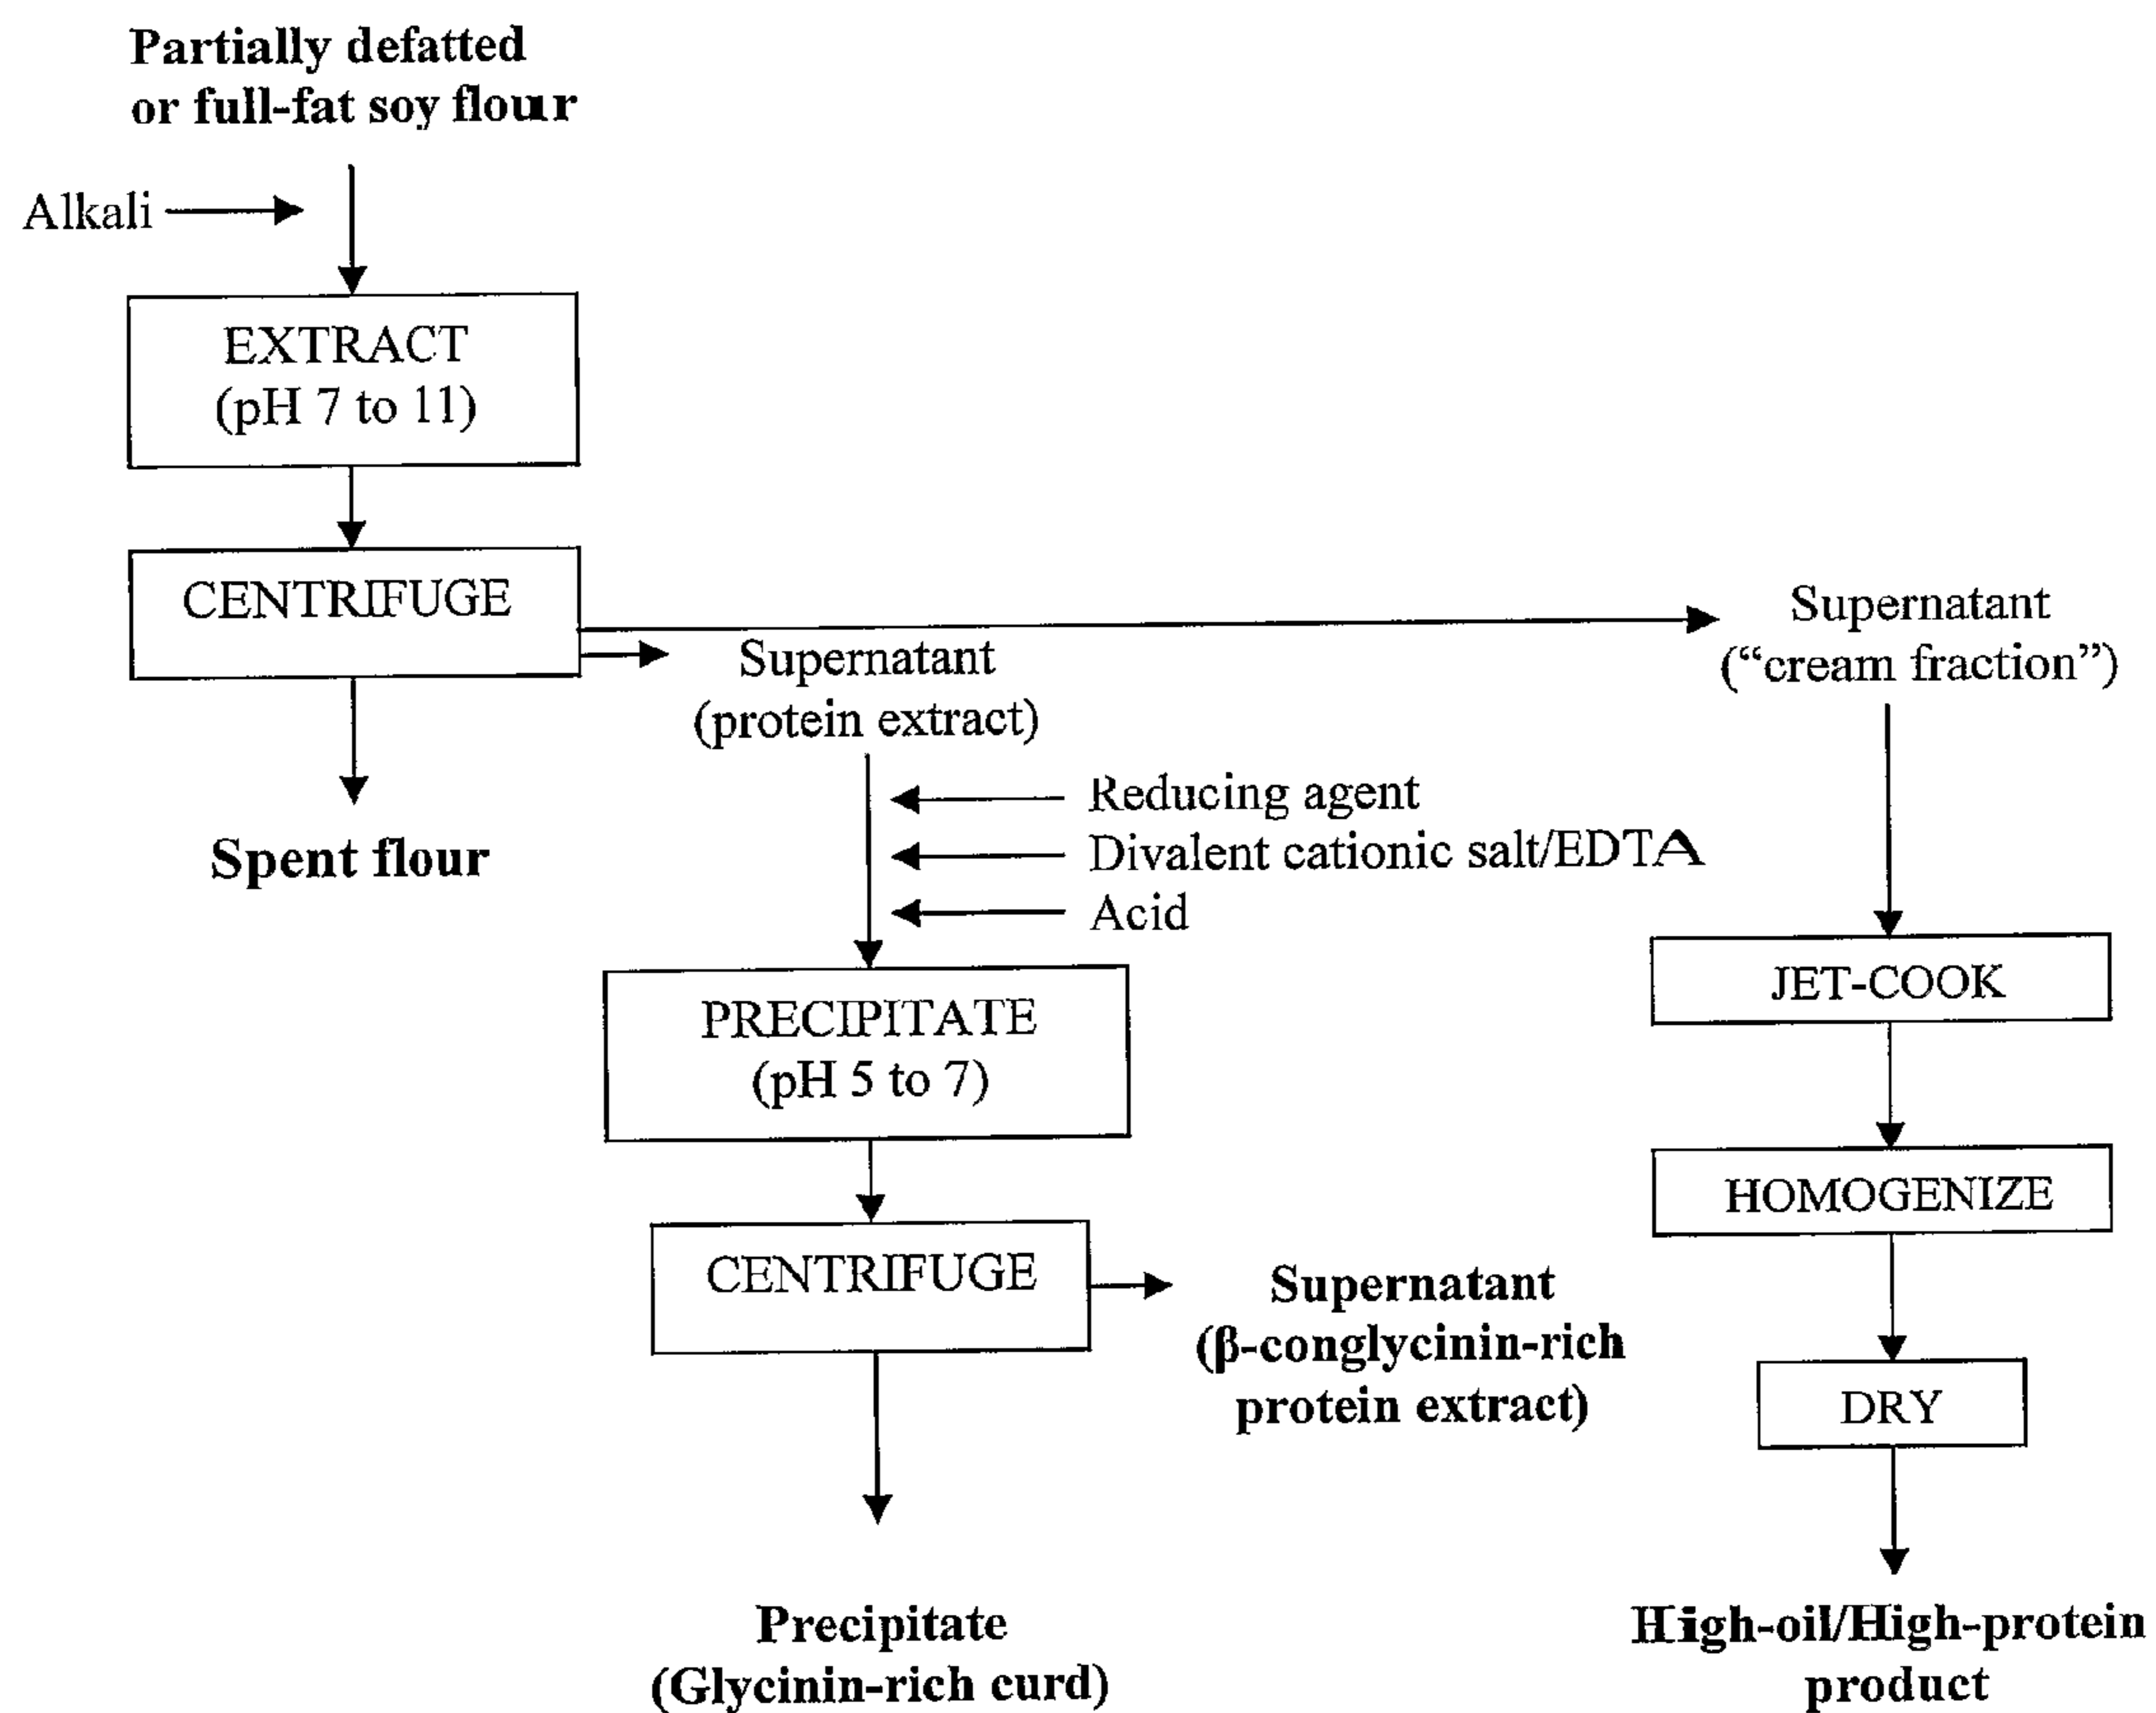 Partially defatted
or full-fat soy flour
Alkali
EXTRACT
(pH 7 to 11)
CENTRIFUGE
Supernatant
(protein extract)
Supernatant
(“cream fraction”)
Spent flour
Reducing agent
Divalent cationic salt/EDTA
Acid
PRECIPITATE
(pH 5 to 7)
CENTRIFUGE
Supernatant
(β-conglycinin-rich
protein extract)
Precipitate
(Glycinin-rich curd)
JET-COOK
HOMOGENIZE
DRY
High-oil/High-protein
product